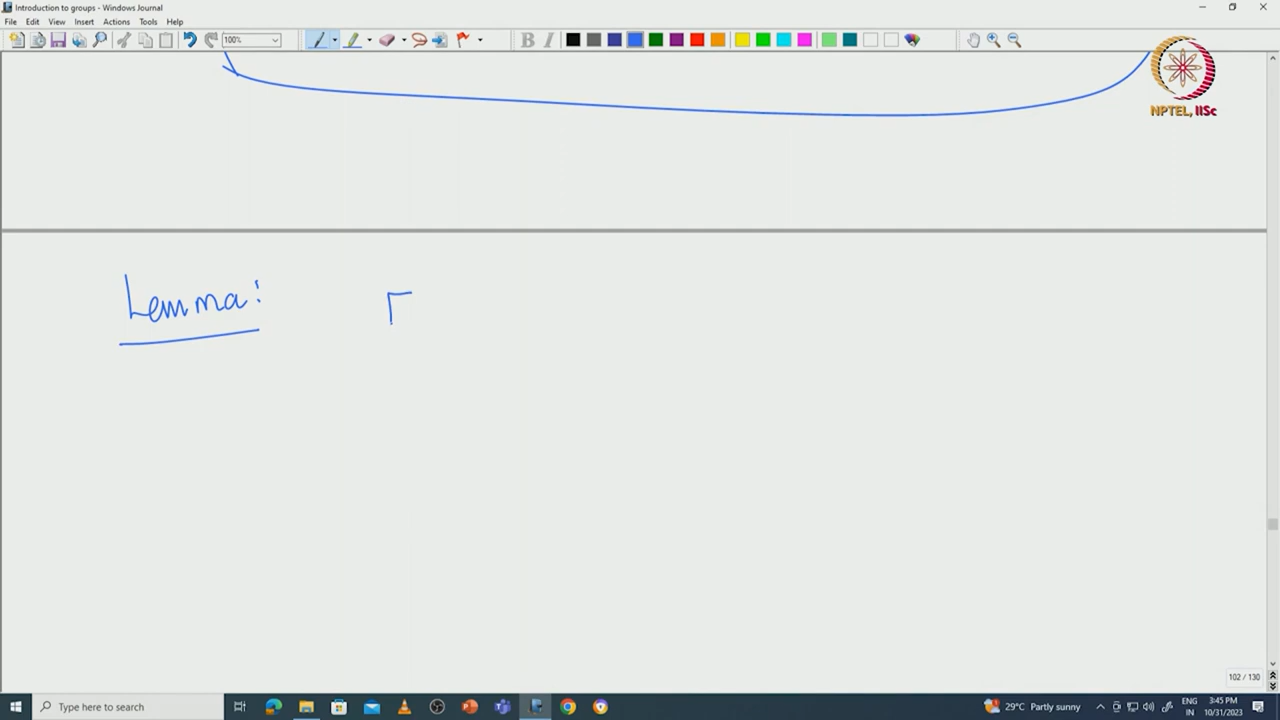 Introduction to groups - Windows Journal
File Edit View Insert Actions Tools Help
100%
B I
NPTEL, IISc
Lemma: Γ
102 / 130
Type here to search
29°C Partly sunny
ENG
IN
3:45 PM
10/31/2023